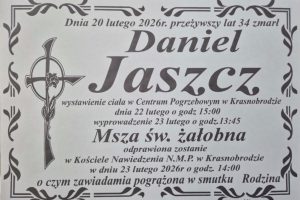 Dnia 20 lutego 2026r. przeżywszy lat 34 zmarł
Daniel
Jaszcz
wystawienie ciała w Centrum Pogrzebowym w Krasnobrodzie
dnia 22 lutego o godz 15:00
wyprowadzenie 23 lutego o godz.13:45
Msza św. żałobna
odprawiona zostanie
w Kościele Nawiedzenia N.M.P. w Krasnobrodzie
w dniu 23 lutego 2026r o godz. 14:00
o czym zawiadamia pogrążona w smutku Rodzina